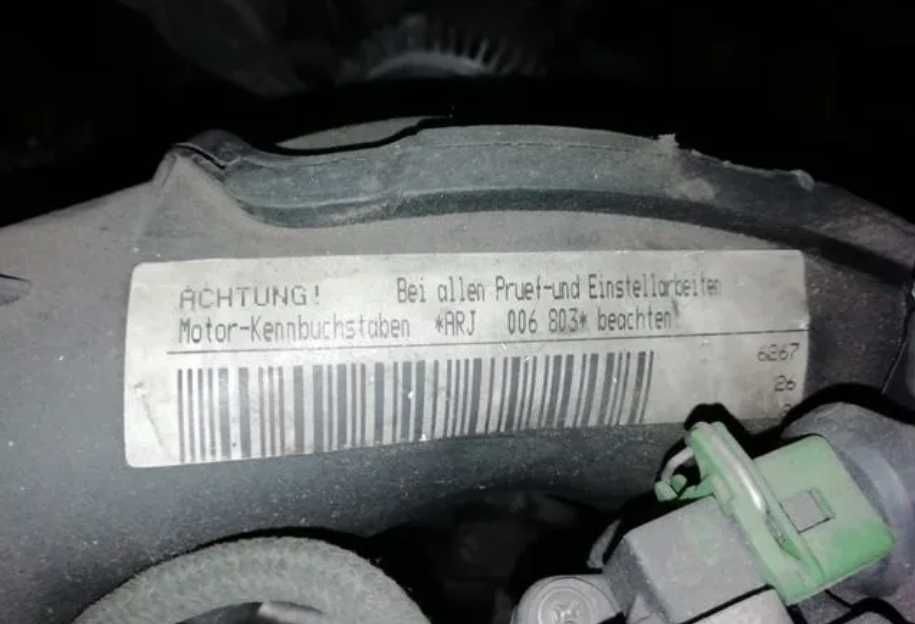 ACHTUNG! Bei allen Pruef-und Einstellarbeiten
Motor-Kennbuchstaben *ARJ 006 803* beachten
6267
26